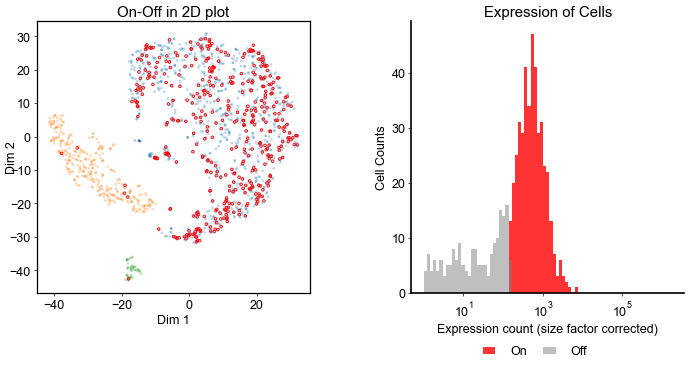 On-Off in 2D plot
30
20
10
0
−10
−20
−30
−40
Dim 2
−40 −20 0 20
Dim 1
Expression of Cells
40
30
20
10
0
Cell Counts
10^1 10^3 10^5
Expression count (size factor corrected)
On Off